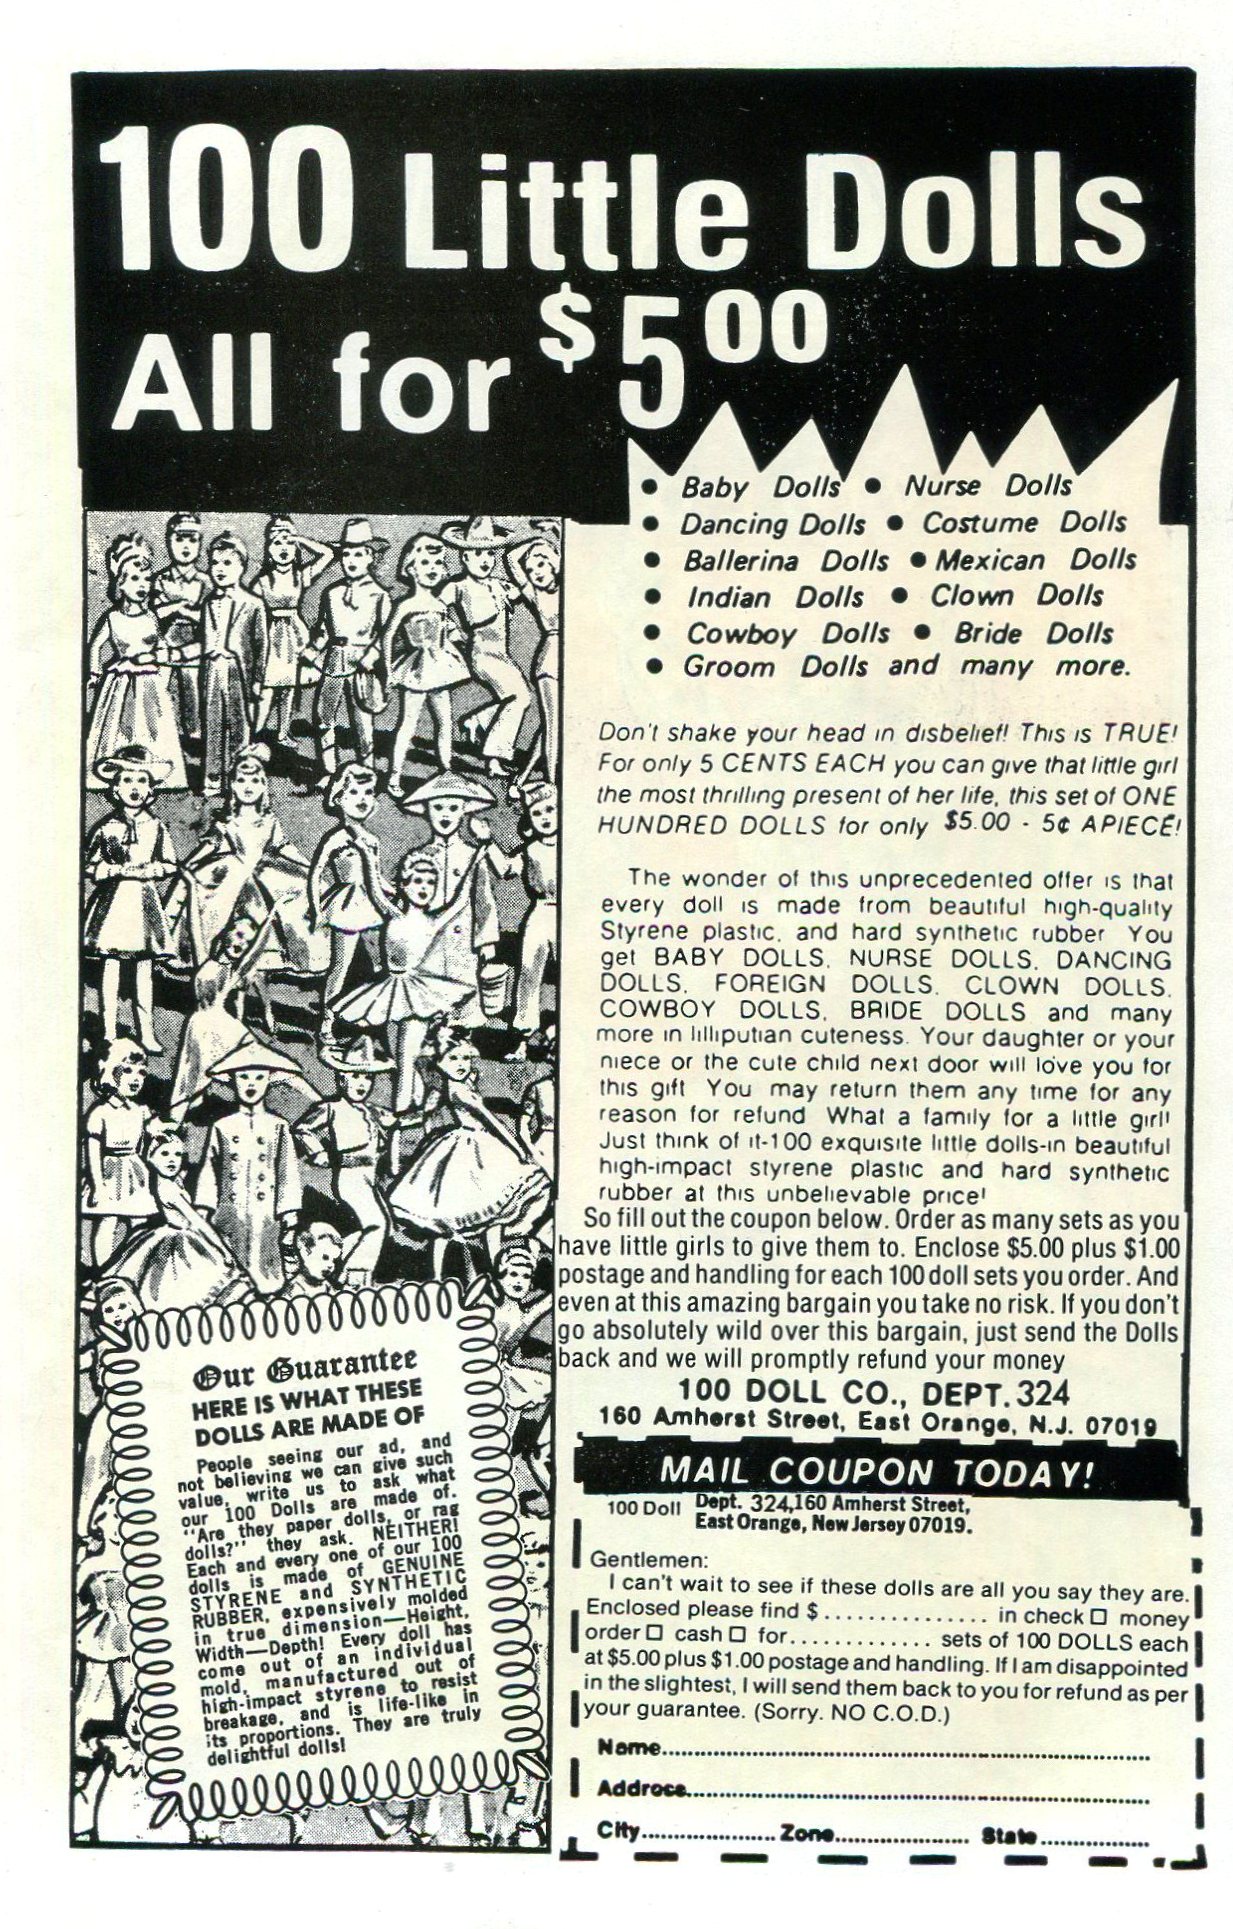 100 Little Dolls
All for $5.00
• Baby Dolls • Nurse Dolls
• Dancing Dolls • Costume Dolls
• Ballerina Dolls • Mexican Dolls
• Indian Dolls • Clown Dolls
• Cowboy Dolls • Bride Dolls
• Groom Dolls and many more.
Don't shake your head in disbelief! This is TRUE!
For only 5 CENTS EACH you can give that little girl
the most thrilling present of her life, this set of ONE
HUNDRED DOLLS for only $5.00 - 5¢ APIECE!
The wonder of this unprecedented offer is that
every doll is made from beautiful high-quality
Styrene plastic, and hard synthetic rubber You
get BABY DOLLS, NURSE DOLLS, DANCING
DOLLS, FOREIGN DOLLS, CLOWN DOLLS,
COWBOY DOLLS, BRIDE DOLLS and many
more in lilliputian cuteness. Your daughter or your
niece or the cute child next door will love you for
this gift You may return them any time for any
reason for refund What a family for a little girl!
Just think of it-100 exquisite little dolls-in beautiful
high-impact styrene plastic and hard synthetic
rubber at this unbelievable price!
So fill out the coupon below. Order as many sets as you
have little girls to give them to. Enclose $5.00 plus $1.00
postage and handling for each 100 doll sets you order. And
even at this amazing bargain you take no risk. If you don't
go absolutely wild over this bargain, just send the Dolls
back and we will promptly refund your money
100 DOLL CO., DEPT. 324
160 Amherst Street, East Orange, N.J. 07019
Our Guarantee
HERE IS WHAT THESE
DOLLS ARE MADE OF
People seeing our ad, and
not believing we can give such
value, write us to ask what
our 100 Dolls are made of.
"Are they paper dolls, or rag
dolls?" they ask. NEITHER!
Each and every one of our 100
dolls is made of GENUINE
STYRENE and SYNTHETIC
RUBBER, expensively molded
in true dimension—Height,
Width—Depth! Every doll has
come out of an individual
mold, manufactured out of
high-impact styrene to resist
breakage, and is life-like in
its proportions. They are truly
delightful dolls!
MAIL COUPON TODAY!
100 Doll Dept. 324,160 Amherst Street,
East Orange, New Jersey 07019.
Gentlemen:
I can't wait to see if these dolls are all you say they are.
Enclosed please find $ ............... in check □ money
order □ cash □ for............. sets of 100 DOLLS each
at $5.00 plus $1.00 postage and handling. If I am disappointed
in the slightest, I will send them back to you for refund as per
your guarantee. (Sorry. NO C.O.D.)
Name..........................................................
Address..........................................................
City.................... Zone.................... State................